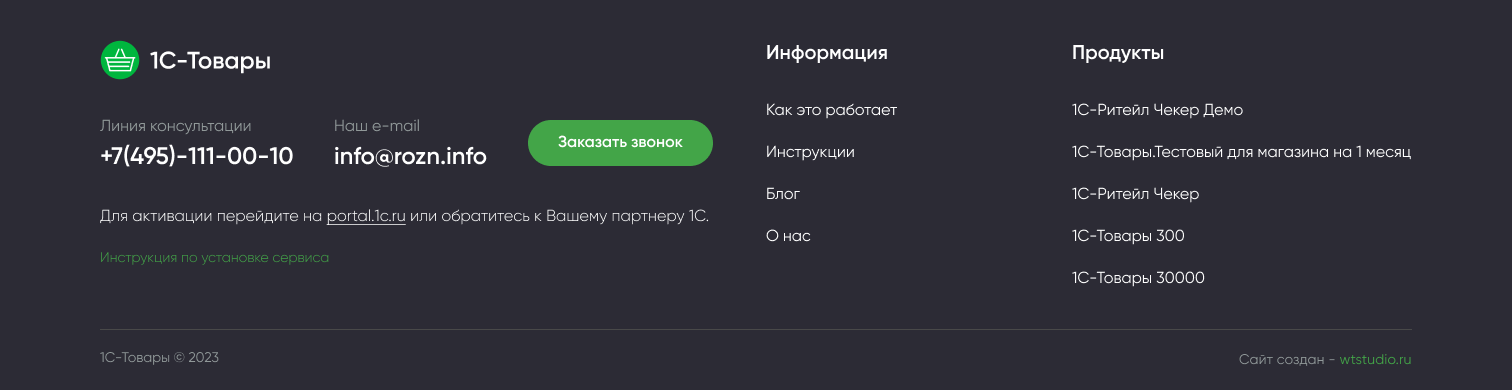 1С-Товары
Линия консультации
+7(495)-111-00-10
Наш e-mail
info@rozn.info
Заказать звонок
Для активации перейдите на portal.1c.ru или обратитесь к Вашему партнеру 1С.
Инструкция по установке сервиса
Информация
Как это работает
Инструкции
Блог
О нас
Продукты
1С-Ритейл Чекер Демо
1С-Товары.Тестовый для магазина на 1 месяц
1С-Ритейл Чекер
1С-Товары 300
1С-Товары 30000
1С-Товары © 2023
Сайт создан - wtstudio.ru